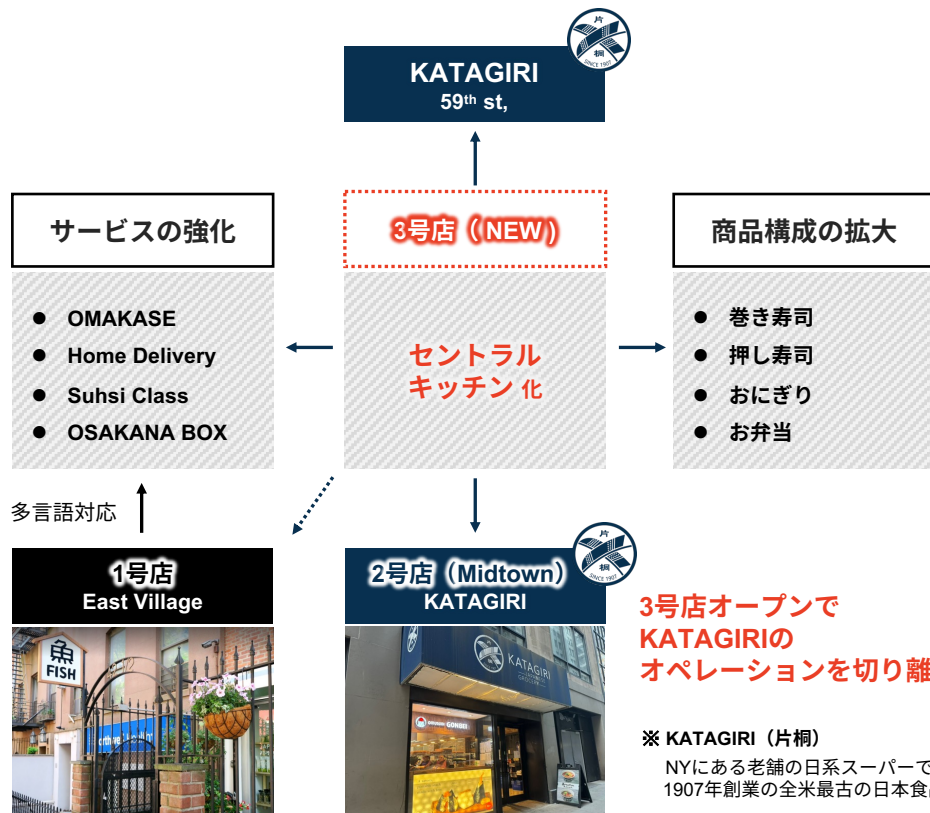 片
桐
SINCE 1907
KATAGIRI
59th st,
サービスの強化
3号店（ NEW )
商品構成の拡大
● OMAKASE
● Home Delivery
● Suhsi Class
● OSAKANA BOX
セントラル
キッチン 化
● 巻き寿司
● 押し寿司
● おにぎり
● お弁当
多言語対応
1号店
East Village
2号店（Midtown）
KATAGIRI
片
桐
SINCE 1907
魚
FISH
KATAGIRI
GROCERY
GONBEI
3号店オープンで
KATAGIRIの
オペレーションを切り離
※ KATAGIRI（片桐）
NYにある老舗の日系スーパーで
1907年創業の全米最古の日本食